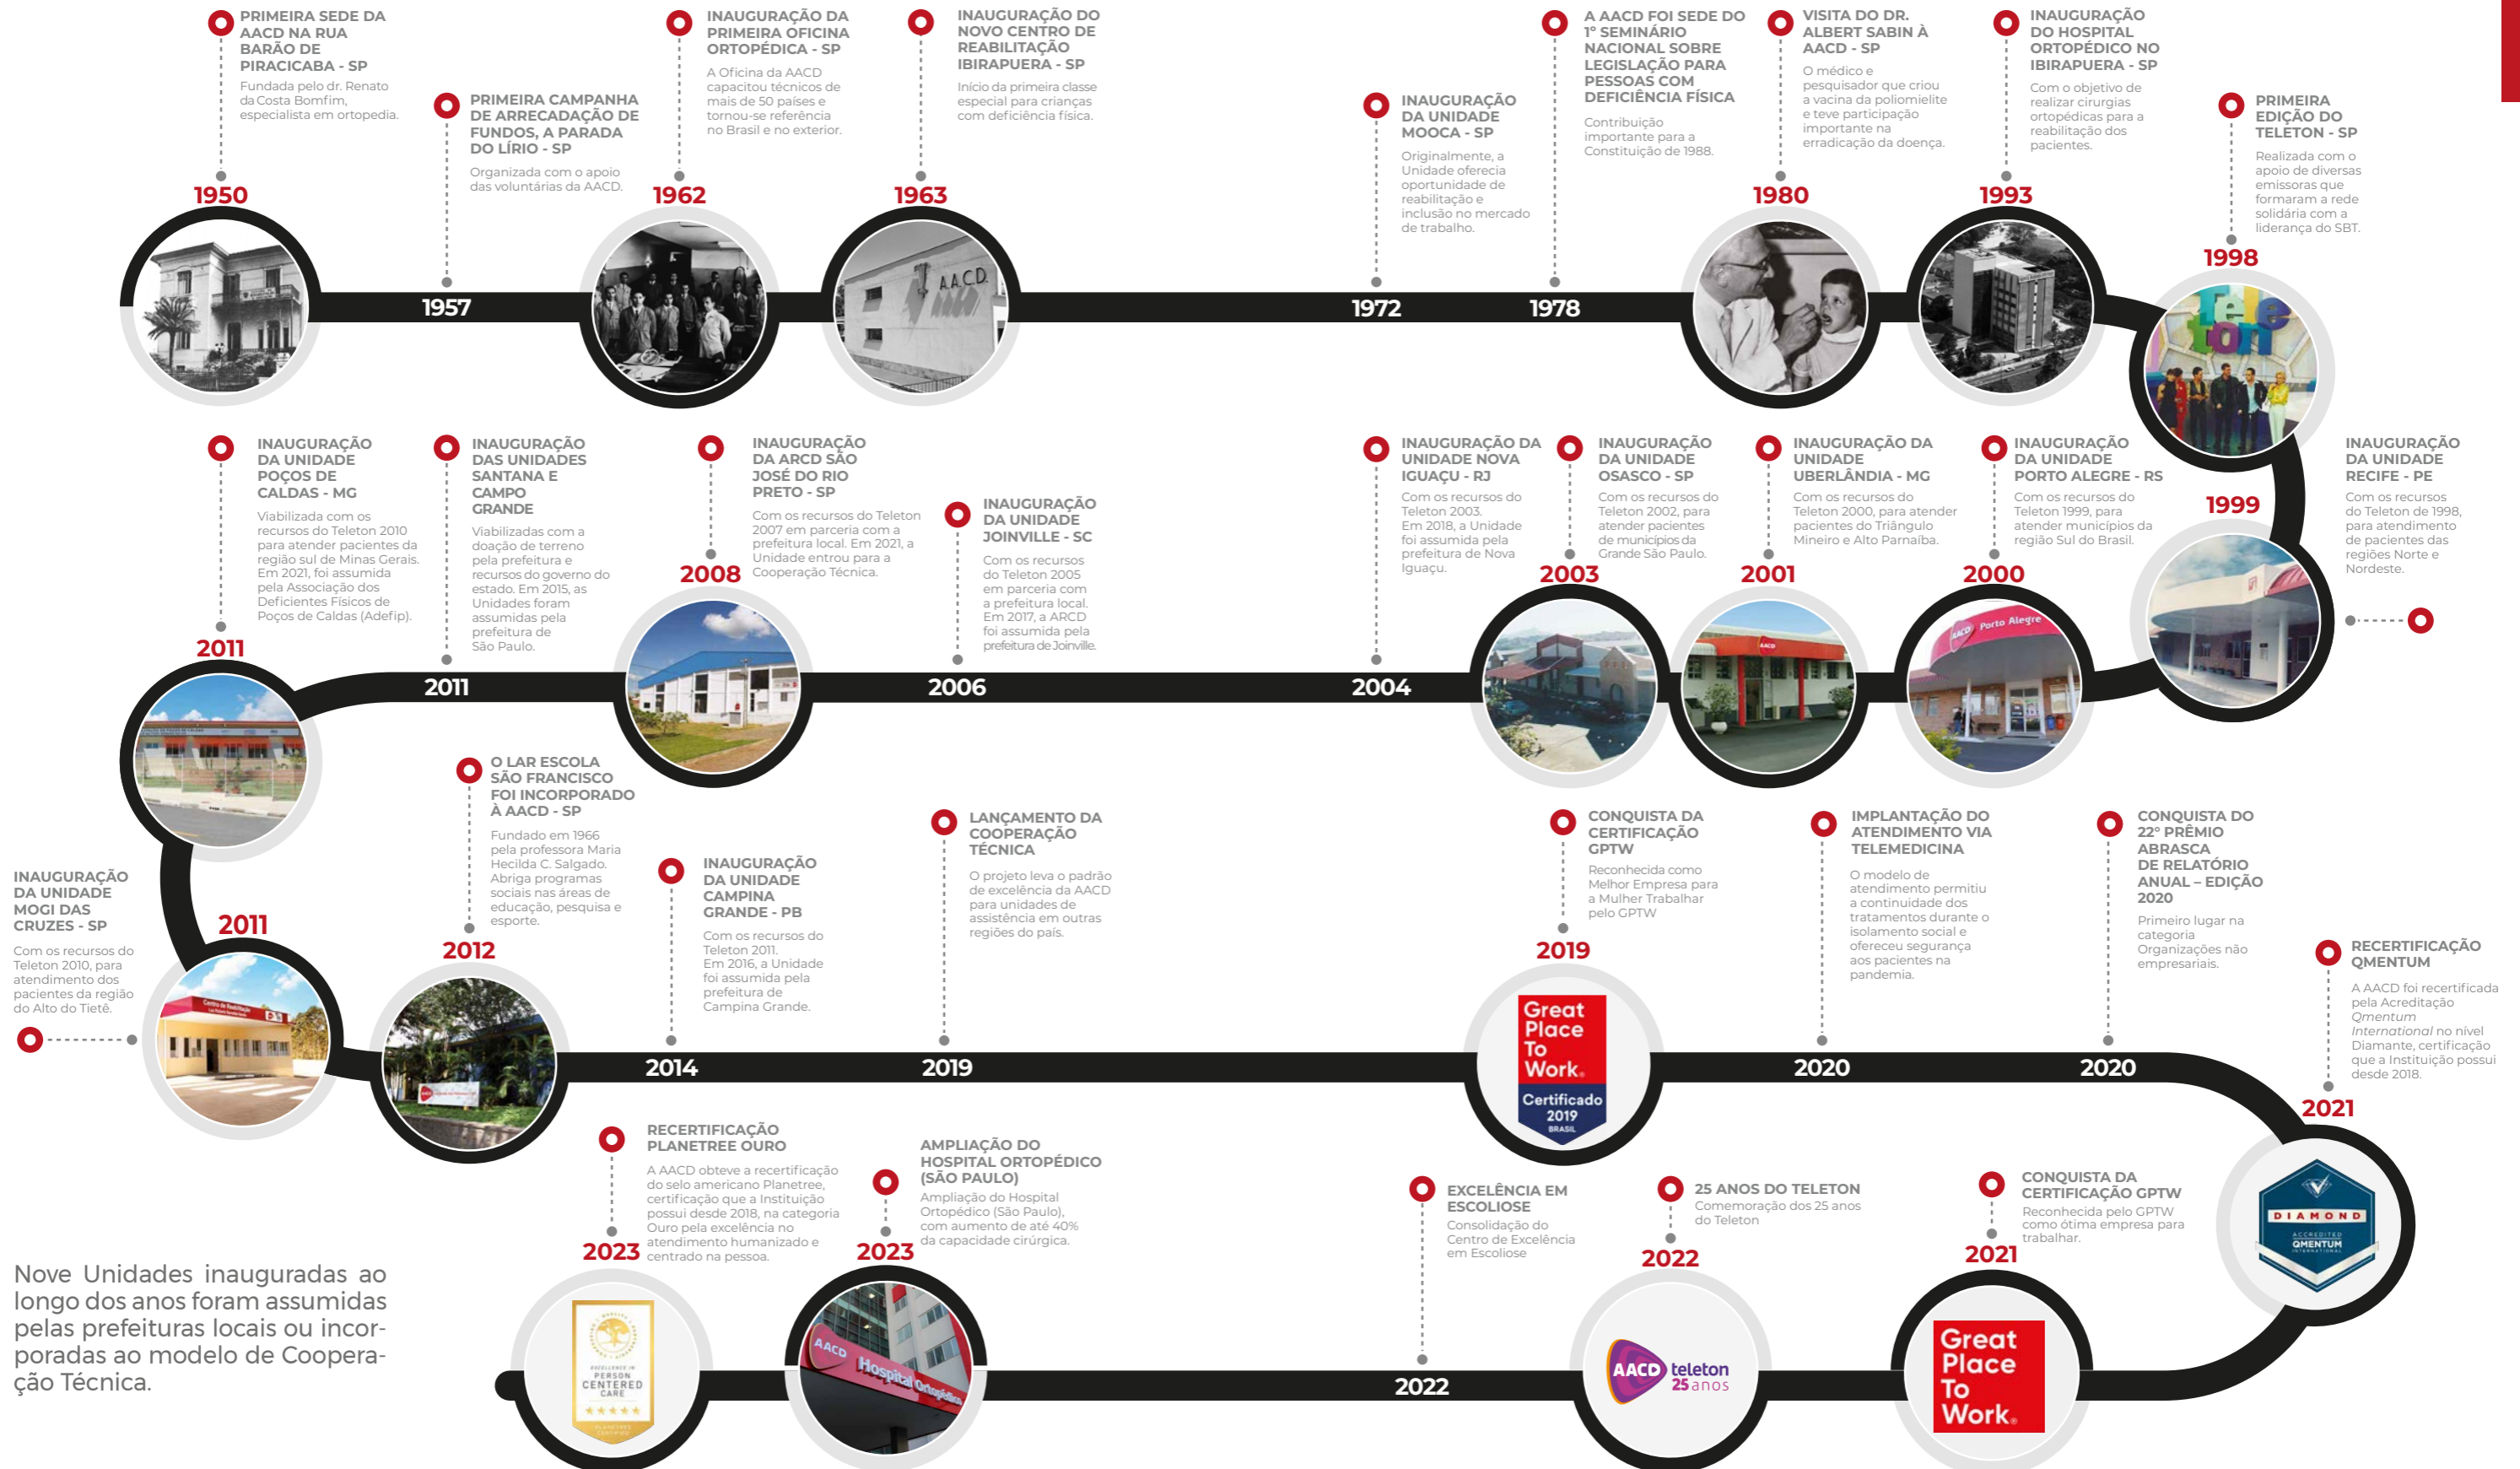 PRIMEIRA SEDE DA
AACD NA RUA
BARÃO DE
PIRACICABA - SP
Fundada pelo dr. Renato
da Costa Bomfim,
especialista em ortopedia.
1950
PRIMEIRA CAMPANHA
DE ARRECADAÇÃO DE
FUNDOS, A PARADA
DO LÍRIO - SP
Organizada com o apoio
das voluntárias da AACD.
1957
INAUGURAÇÃO DA
PRIMEIRA OFICINA
ORTOPÉDICA - SP
A Oficina da AACD
capacitou técnicos de
mais de 50 países e
tornou-se referência
no Brasil e no exterior.
1962
INAUGURAÇÃO DO
NOVO CENTRO DE
REABILITAÇÃO
IBIRAPUERA - SP
Início da primeira classe
especial para crianças
com deficiência física.
1963
A.A.C.D.
INAUGURAÇÃO
DA UNIDADE
MOOCA - SP
Originalmente, a
Unidade oferecia
oportunidade de
reabilitação e
inclusão no mercado
de trabalho.
1972
A AACD FOI SEDE DO
1º SEMINÁRIO
NACIONAL SOBRE
LEGISLAÇÃO PARA
PESSOAS COM
DEFICIÊNCIA FÍSICA
Contribuição
importante para a
Constituição de 1988.
1978
VISITA DO DR.
ALBERT SABIN À
AACD - SP
O médico e
pesquisador que criou
a vacina da poliomielite
e teve participação
importante na
erradicação da doença.
1980
INAUGURAÇÃO
DO HOSPITAL
ORTOPÉDICO NO
IBIRAPUERA - SP
Com o objetivo de
realizar cirurgias
ortopédicas para a
reabilitação dos
pacientes.
1993
PRIMEIRA
EDIÇÃO DO
TELETON - SP
Realizada com o
apoio de diversas
emissoras que
formaram a rede
solidária com a
liderança do SBT.
1998
Tele
ton
INAUGURAÇÃO
DA UNIDADE
RECIFE - PE
Com os recursos
do Teleton de 1998,
para atendimento
de pacientes das
regiões Norte e
Nordeste.
1999
INAUGURAÇÃO
DA UNIDADE
PORTO ALEGRE - RS
Com os recursos do
Teleton 1999, para
atender municípios da
região Sul do Brasil.
2000
AACD Porto Alegre
INAUGURAÇÃO DA
UNIDADE
UBERLÂNDIA - MG
Com os recursos do
Teleton 2000, para atender
pacientes do Triângulo
Mineiro e Alto Parnaíba.
2001
AACD
INAUGURAÇÃO
DA UNIDADE
OSASCO - SP
Com os recursos do
Teleton 2002, para
atender pacientes
de municípios da
Grande São Paulo.
2003
INAUGURAÇÃO DA
UNIDADE NOVA
IGUAÇU - RJ
Com os recursos do
Teleton 2003.
Em 2018, a Unidade
foi assumida pela
prefeitura de Nova
Iguaçu.
2004
INAUGURAÇÃO
DA UNIDADE
JOINVILLE - SC
Com os recursos
do Teleton 2005
em parceria com
a prefeitura local.
Em 2017, a ARCD
foi assumida pela
prefeitura de Joinville.
2006
INAUGURAÇÃO
DA ARCD SÃO
JOSÉ DO RIO
PRETO - SP
Com os recursos do Teleton
2007 em parceria com a
prefeitura local. Em 2021, a
Unidade entrou para a
Cooperação Técnica.
2008
INAUGURAÇÃO
DAS UNIDADES
SANTANA E
CAMPO
GRANDE
Viabilizadas com a
doação de terreno
pela prefeitura e
recursos do governo do
estado. Em 2015, as
Unidades foram
assumidas pela
prefeitura de
São Paulo.
2011
INAUGURAÇÃO
DA UNIDADE
POÇOS DE
CALDAS - MG
Viabilizada com os
recursos do Teleton 2010
para atender pacientes da
região sul de Minas Gerais.
Em 2021, foi assumida
pela Associação dos
Deficientes Físicos de
Poços de Caldas (Adefip).
2011
INAUGURAÇÃO
DA UNIDADE
MOGI DAS
CRUZES - SP
Com os recursos do
Teleton 2010, para
atendimento dos
pacientes da região
do Alto do Tietê.
2011
Centro de Reabilitação
O LAR ESCOLA
SÃO FRANCISCO
FOI INCORPORADO
À AACD - SP
Fundado em 1966
pela professora Maria
Hecilda C. Salgado.
Abriga programas
sociais nas áreas de
educação, pesquisa e
esporte.
2012
AACD
INAUGURAÇÃO
DA UNIDADE
CAMPINA
GRANDE - PB
Com os recursos do
Teleton 2011.
Em 2016, a Unidade
foi assumida pela
prefeitura de
Campina Grande.
2014
LANÇAMENTO DA
COOPERAÇÃO
TÉCNICA
O projeto leva o padrão
de excelência da AACD
para unidades de
assistência em outras
regiões do país.
2019
CONQUISTA DA
CERTIFICAÇÃO
GPTW
Reconhecida como
Melhor Empresa para
a Mulher Trabalhar
pelo GPTW
2019
Great
Place
To
Work®
Certificado
2019
BRASIL
IMPLANTAÇÃO DO
ATENDIMENTO VIA
TELEMEDICINA
O modelo de
atendimento permitiu
a continuidade dos
tratamentos durante o
isolamento social e
ofereceu segurança
aos pacientes na
pandemia.
2020
CONQUISTA DO
22º PRÊMIO
ABRASCA
DE RELATÓRIO
ANUAL – EDIÇÃO
2020
Primeiro lugar na
categoria
Organizações não
empresariais.
2020
RECERTIFICAÇÃO
QMENTUM
A AACD foi recertificada
pela Acreditação
Qmentum
International no nível
Diamante, certificação
que a Instituição possui
desde 2018.
2021
DIAMOND
ACCREDITED
QMENTUM
INTERNATIONAL
CONQUISTA DA
CERTIFICAÇÃO GPTW
Reconhecida pelo GPTW
como ótima empresa para
trabalhar.
2021
Great
Place
To
Work®
25 ANOS DO TELETON
Comemoração dos 25 anos
do Teleton
2022
AACD teleton
25 anos
EXCELÊNCIA EM
ESCOLIOSE
Consolidação do
Centro de Excelência
em Escoliose
2022
AMPLIAÇÃO DO
HOSPITAL ORTOPÉDICO
(SÃO PAULO)
Ampliação do Hospital
Ortopédico (São Paulo),
com aumento de até 40%
da capacidade cirúrgica.
2023
AACD Hospital Ortopédico
RECERTIFICAÇÃO
PLANETREE OURO
A AACD obteve a recertificação
do selo americano Planetree,
certificação que a Instituição
possui desde 2018, na categoria
Ouro pela excelência no
atendimento humanizado e
centrado na pessoa.
2023
EXCELLENCE IN
PERSON
CENTERED
CARE
PLANETREE
CERTIFIED
Nove Unidades inauguradas ao
longo dos anos foram assumidas
pelas prefeituras locais ou incor-
poradas ao modelo de Coopera-
ção Técnica.